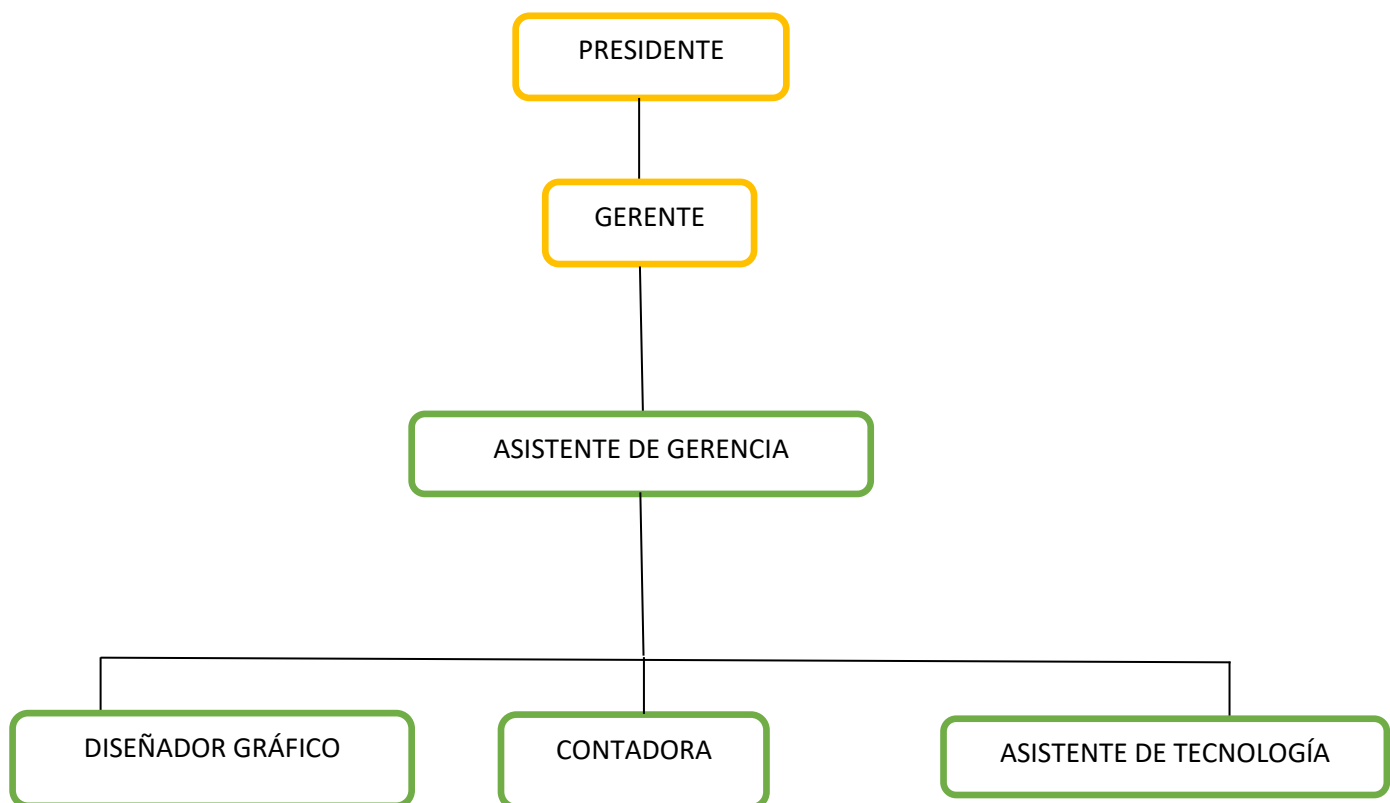 PRESIDENTE
GERENTE
ASISTENTE DE GERENCIA
DISEÑADOR GRÁFICO
CONTADORA
ASISTENTE DE TECNOLOGÍA